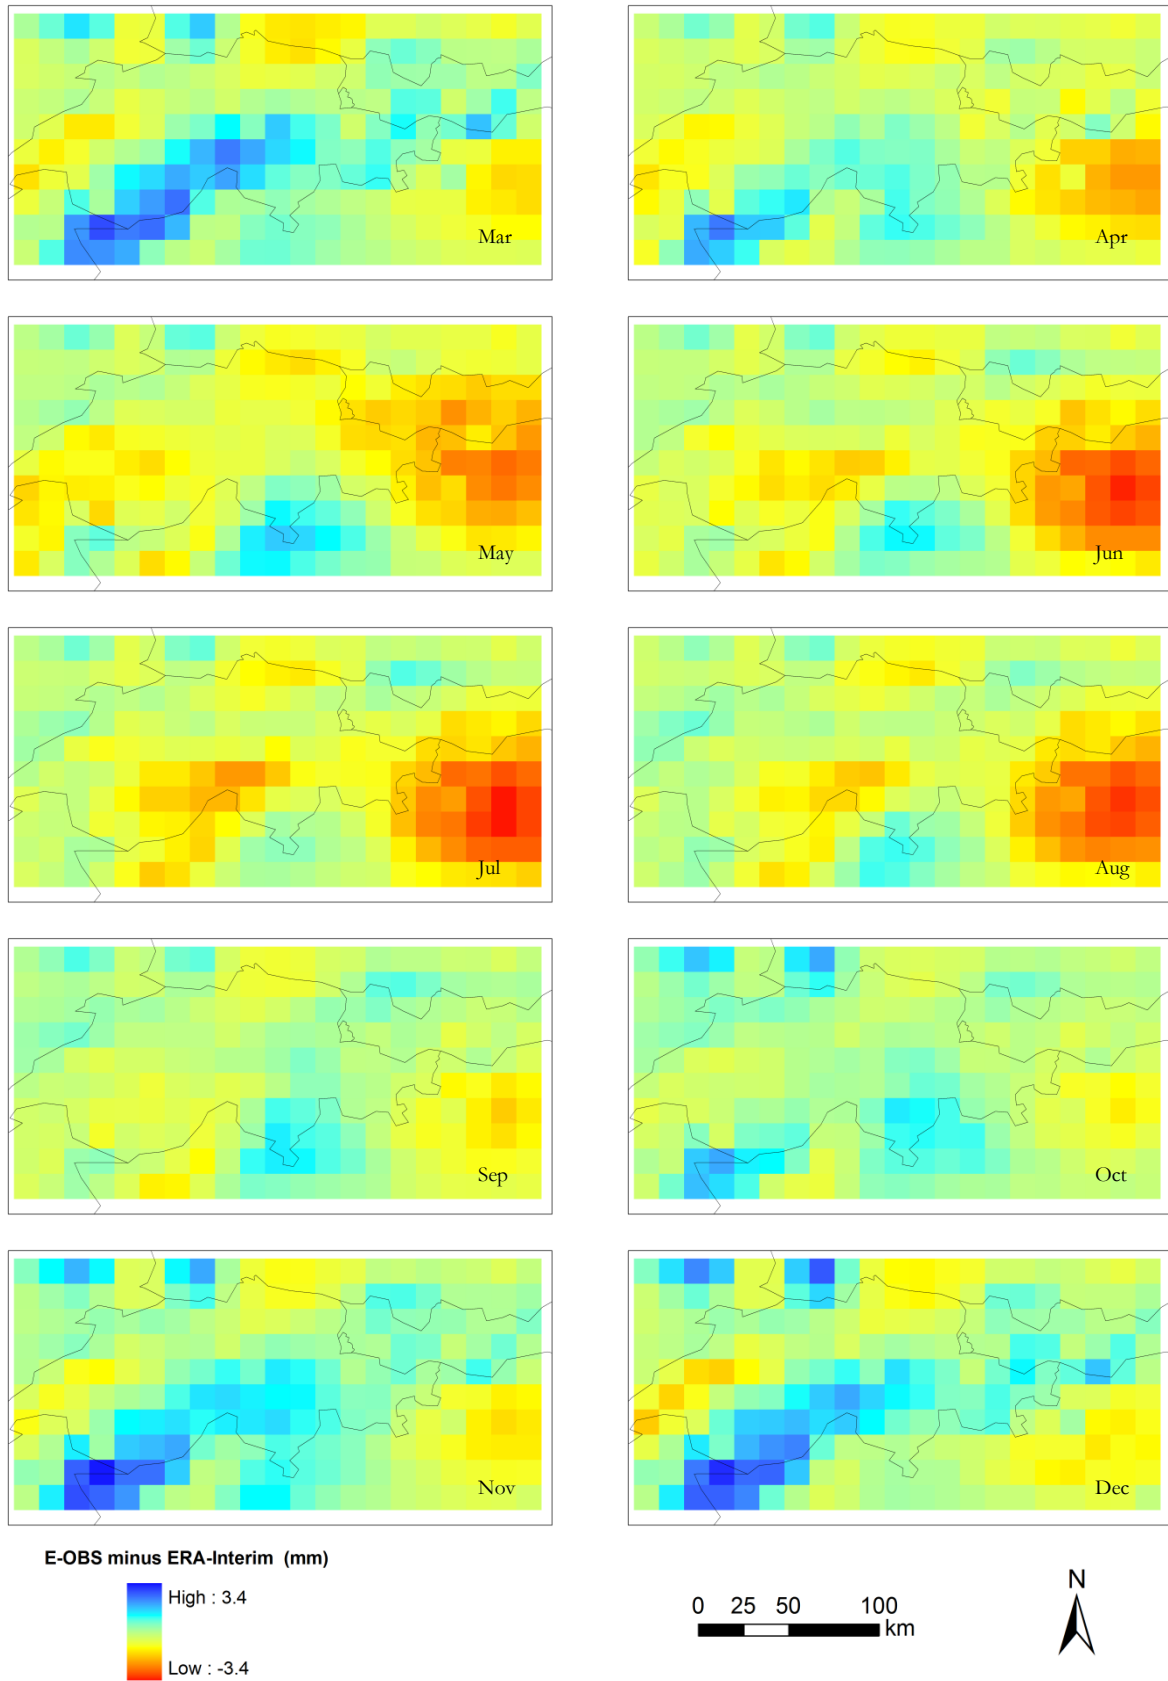 Mar
Apr
May
Jun
Jul
Aug
Sep
Oct
Nov
Dec
E-OBS minus ERA-Interim (mm)
High : 3.4
Low : -3.4
0 25 50 100
km
N